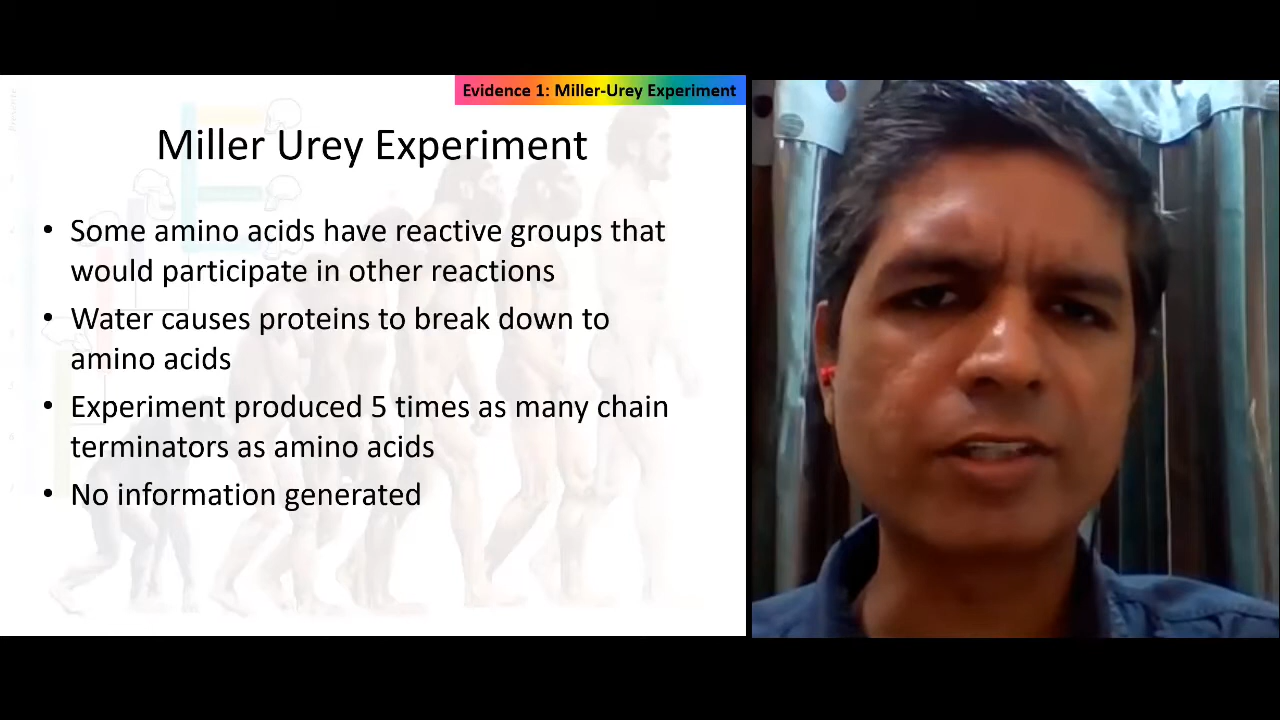 Evidence 1: Miller-Urey Experiment
Miller Urey Experiment
• Some amino acids have reactive groups that
would participate in other reactions
• Water causes proteins to break down to
amino acids
• Experiment produced 5 times as many chain
terminators as amino acids
• No information generated